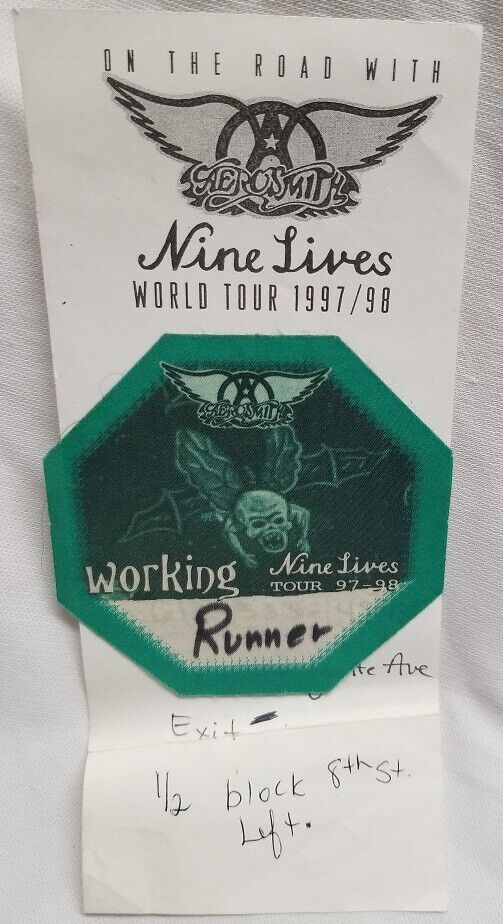 ON THE ROAD WITH
AEROSMITH
Nine Lives
WORLD TOUR 1997/98
AEROSMITH
working
Nine Lives
TOUR 97-98
Runner
Ave
Exit
1/2 block 8th St.
Left.